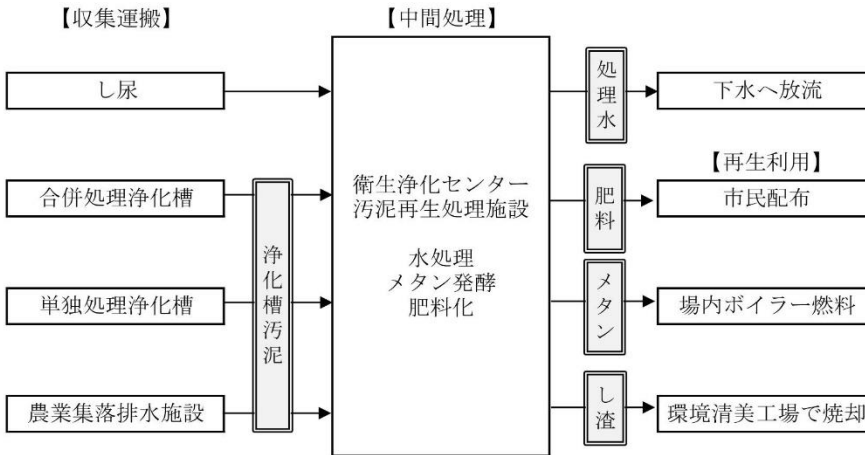 【収集運搬】
【中間処理】
し尿
合併処理浄化槽
単独処理浄化槽
農業集落排水施設
浄化槽汚泥
衛生浄化センター
汚泥再生処理施設
水処理
メタン発酵
肥料化
処理水
下水へ放流
【再生利用】
肥料
市民配布
メタン
場内ボイラー燃料
し渣
環境清美工場で焼却